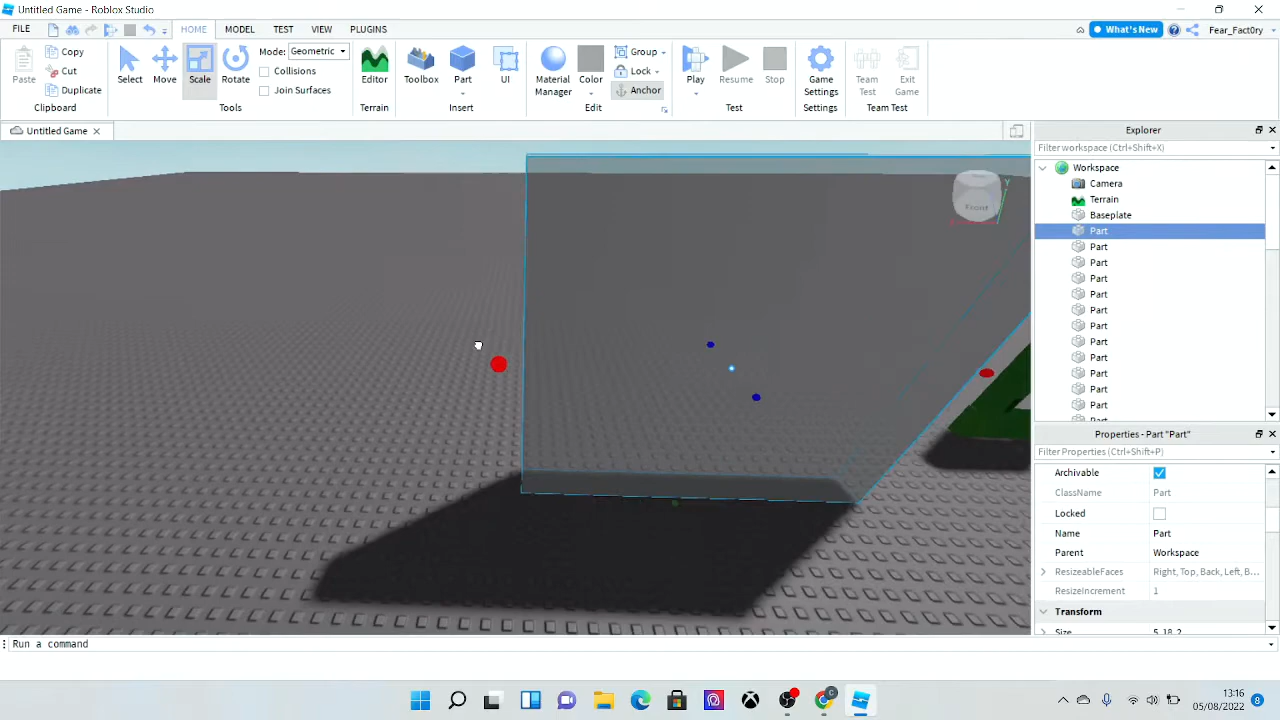 Untitled Game - Roblox Studio
FILE HOME MODEL TEST VIEW PLUGINS What's New Fear_Fact0ry
Paste Copy Cut Duplicate Select Move Scale Rotate Mode: Geometric Collisions Join Surfaces Editor Toolbox Part UI Material Manager Color Group Lock Anchor Play Resume Stop Game Settings Team Test Exit Game
Clipboard Tools Terrain Insert Edit Test Settings Team Test
Untitled Game
Explorer
Filter workspace (Ctrl+Shift+X)
Workspace
Camera
Terrain
Baseplate
Part
Part
Part
Part
Part
Part
Part
Part
Part
Part
Part
Part
Properties - Part "Part"
Filter Properties (Ctrl+Shift+P)
Archivable
ClassName Part
Locked
Name Part
Parent Workspace
ResizeableFaces Right, Top, Back, Left, B...
ResizeIncrement 1
Transform
Size 5, 18, 2
Y
Run a command
13:16
05/08/2022
8